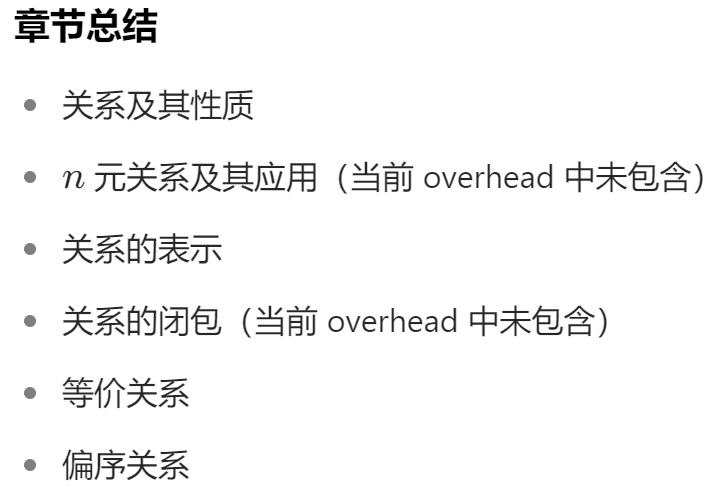 章节总结
关系及其性质
n 元关系及其应用（当前 overhead 中未包含）
关系的表示
关系的闭包（当前 overhead 中未包含）
等价关系
偏序关系